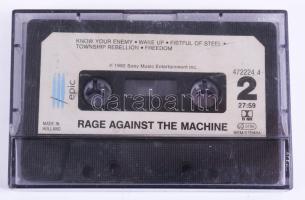 KNOW YOUR ENEMY • WAKE UP • FISTFUL OF STEEL •
TOWNSHIP REBELLION • FREEDOM
℗ 1992 Sony Music Entertainment Inc.
epic
472224 4
2
27:59
MADE IN
HOLLAND
RAGE AGAINST THE MACHINE
darabanth